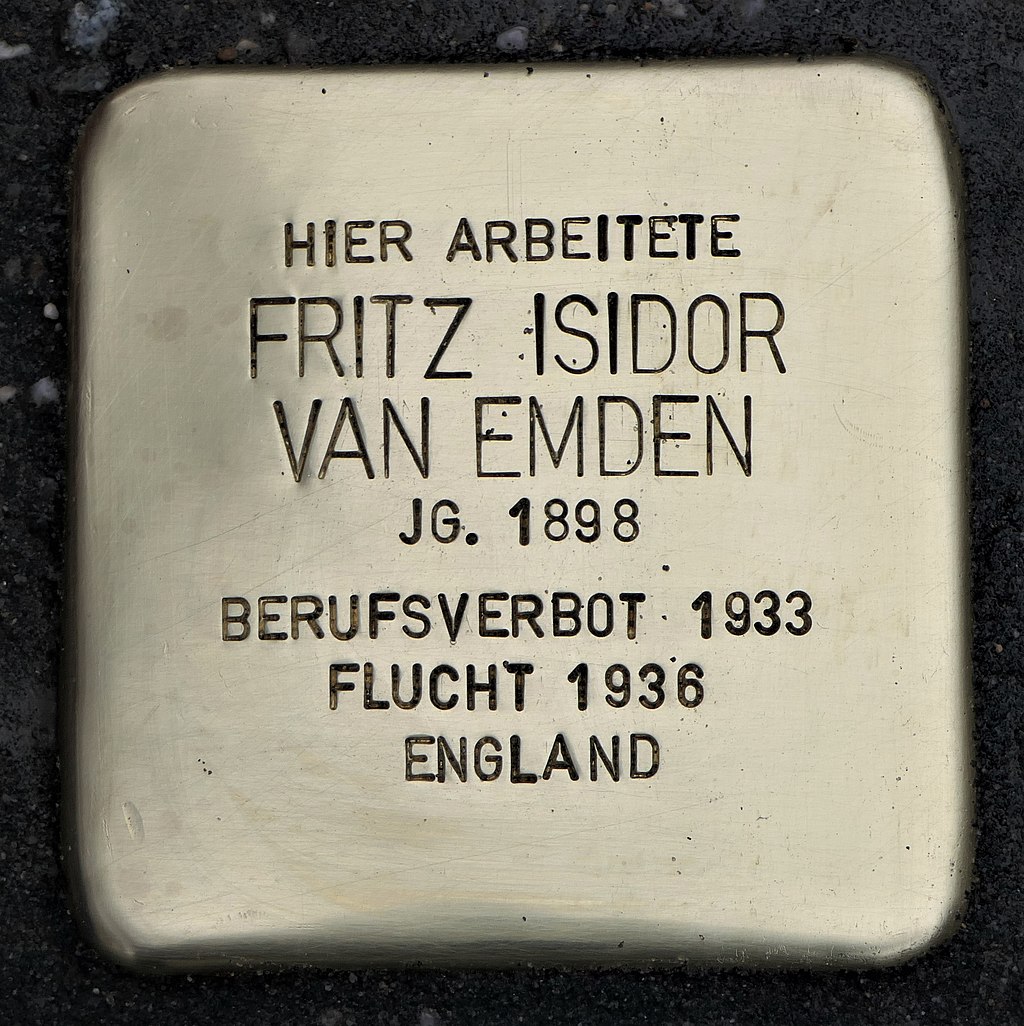 HIER ARBEITETE
FRITZ ISIDOR
VAN EMDEN
JG. 1898
BERUFSVERBOT 1933
FLUCHT 1936
ENGLAND